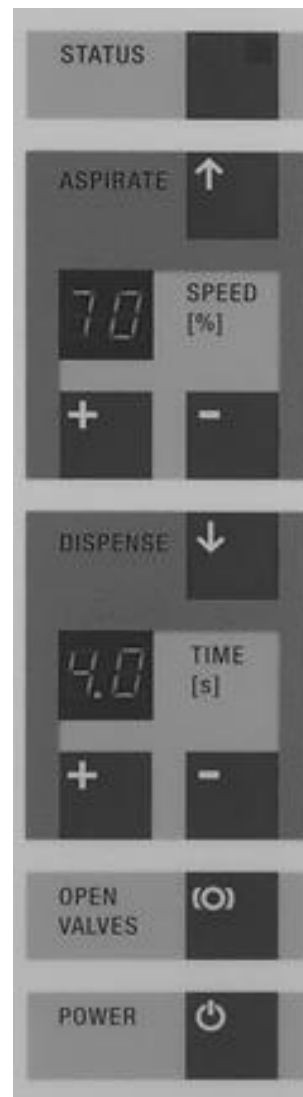 STATUS
ASPIRATE ↑
70 SPEED
[%]
+ -
DISPENSE ↓
4.0 TIME
[s]
+ -
OPEN
VALVES
POWER